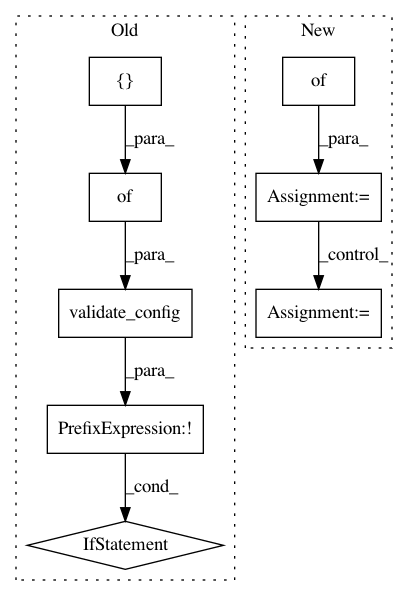 Old
{}
_para_
of
_para_
validate_config
_para_
PrefixExpression:!
_cond_
IfStatement
New
of
_para_
Assignment:=
_control_
Assignment:=